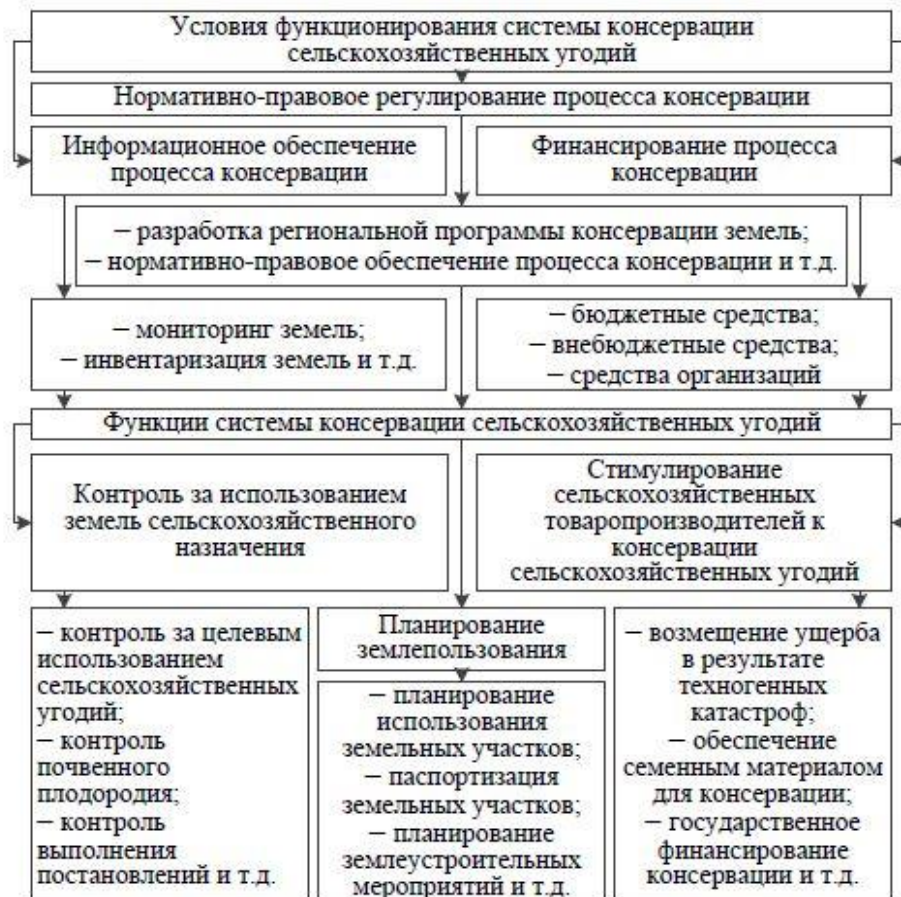 Условия функционирования системы консервации
сельскохозяйственных угодий
Нормативно-правовое регулирование процесса консервации
Информационное обеспечение
процесса консервации
Финансирование процесса
консервации
– разработка региональной программы консервации земель;
– нормативно-правовое обеспечение процесса консервации и т.д.
– мониторинг земель;
– инвентаризация земель и т.д.
– бюджетные средства;
– внебюджетные средства;
– средства организаций
Функции системы консервации сельскохозяйственных угодий
Контроль за использованием
земель сельскохозяйственного
назначения
Стимулирование
сельскохозяйственных
товаропроизводителей к
консервации
сельскохозяйственных угодий
– контроль за целевым
использованием
сельскохозяйственных
угодий;
– контроль
почвенного
плодородия;
– контроль
выполнения
постановлений и т.д.
Планирование
землепользования
– планирование
использования
земельных участков;
– паспортизация
земельных участков;
– планирование
землеустроительных
мероприятий и т.д.
– возмещение ущерба
в результате
техногенных
катастроф;
– обеспечение
семенным материалом
для консервации;
– государственное
финансирование
консервации и т.д.